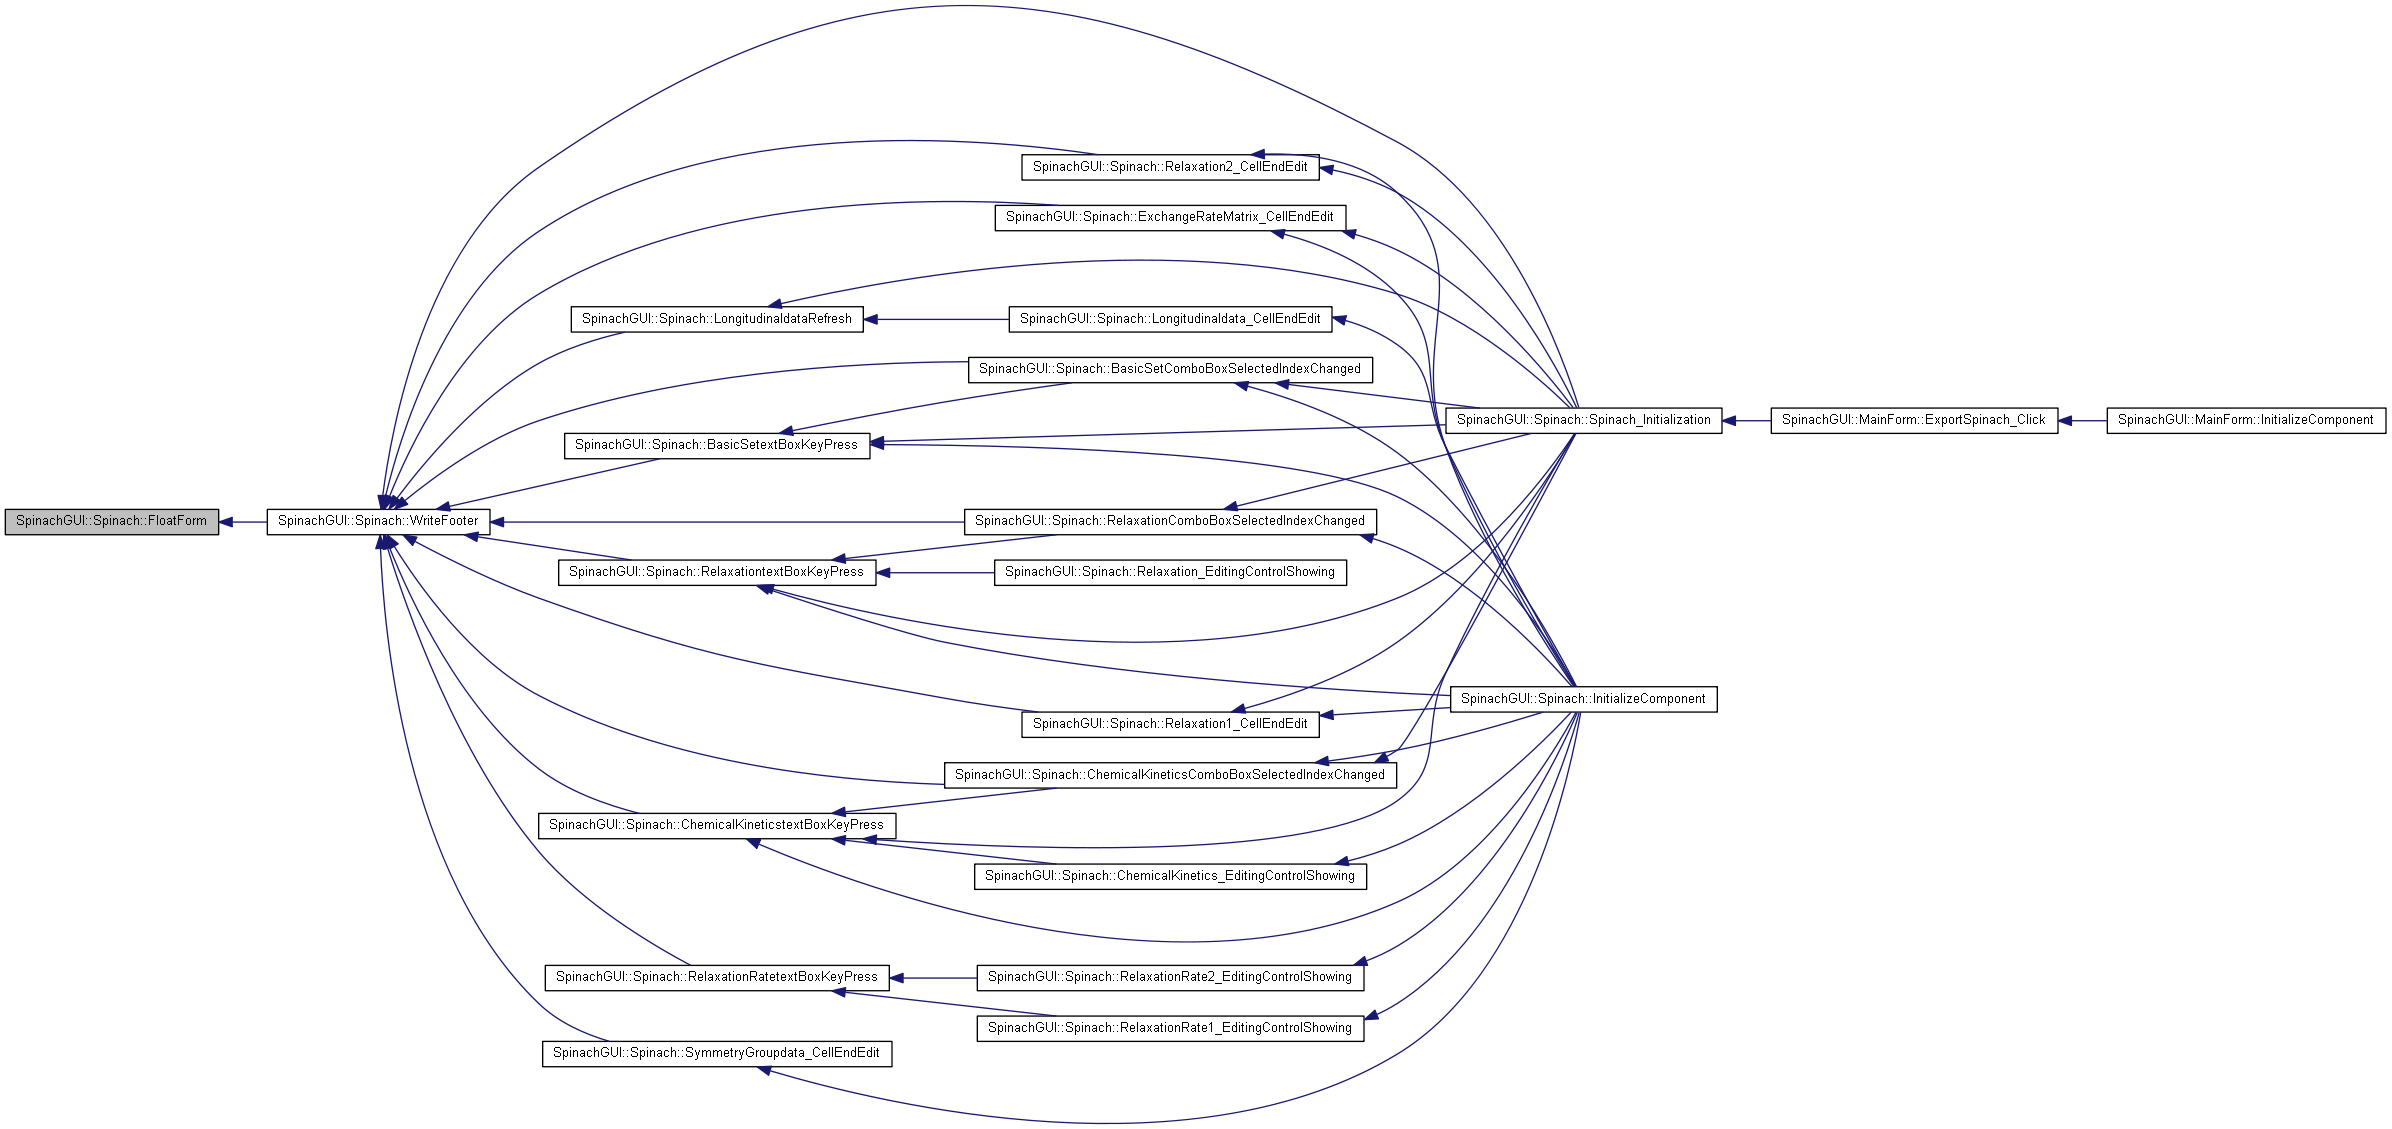 SpinachGUI::Spinach::Relaxation2_CellEndEdit
SpinachGUI::Spinach::ExchangeRateMatrix_CellEndEdit
SpinachGUI::Spinach::LongitudinaldataRefresh
SpinachGUI::Spinach::Longitudinaldata_CellEndEdit
SpinachGUI::Spinach::BasicSetComboBoxSelectedIndexChanged
SpinachGUI::Spinach::Spinach_Initialization
SpinachGUI::MainForm::ExportSpinach_Click
SpinachGUI::MainForm::InitializeComponent
SpinachGUI::Spinach::BasicSetextBoxKeyPress
SpinachGUI::Spinach::FloatForm
SpinachGUI::Spinach::WriteFooter
SpinachGUI::Spinach::RelaxationComboBoxSelectedIndexChanged
SpinachGUI::Spinach::RelaxationtextBoxKeyPress
SpinachGUI::Spinach::Relaxation_EditingControlShowing
SpinachGUI::Spinach::InitializeComponent
SpinachGUI::Spinach::Relaxation1_CellEndEdit
SpinachGUI::Spinach::ChemicalKineticsComboBoxSelectedIndexChanged
SpinachGUI::Spinach::ChemicalKineticstextBoxKeyPress
SpinachGUI::Spinach::ChemicalKinetics_EditingControlShowing
SpinachGUI::Spinach::RelaxationRatetextBoxKeyPress
SpinachGUI::Spinach::RelaxationRate2_EditingControlShowing
SpinachGUI::Spinach::RelaxationRate1_EditingControlShowing
SpinachGUI::Spinach::SymmetryGroupdata_CellEndEdit